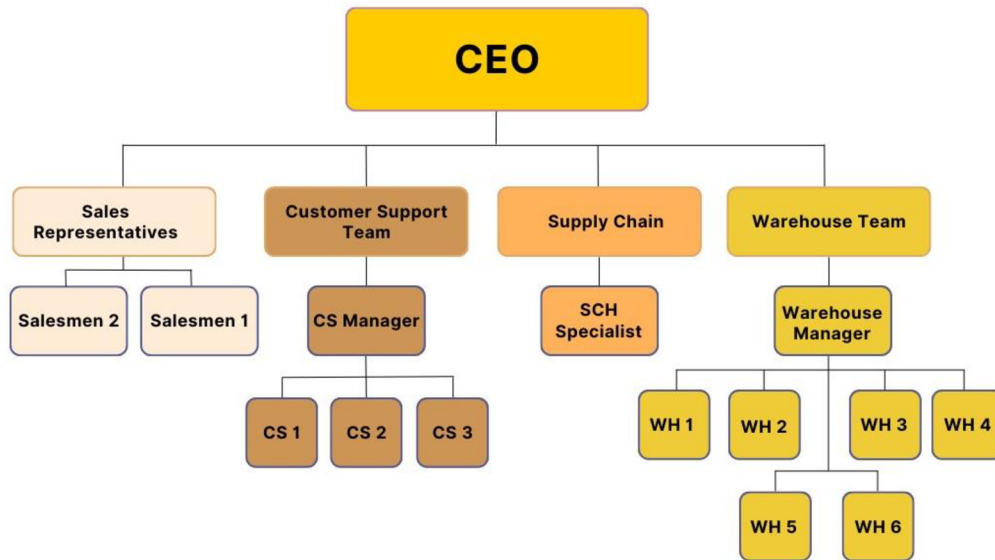 CEO
Sales
Representatives
Customer Support
Team
Supply Chain
Warehouse Team
Salesmen 2
Salesmen 1
CS Manager
SCH
Specialist
Warehouse
Manager
CS 1
CS 2
CS 3
WH 1
WH 2
WH 3
WH 4
WH 5
WH 6